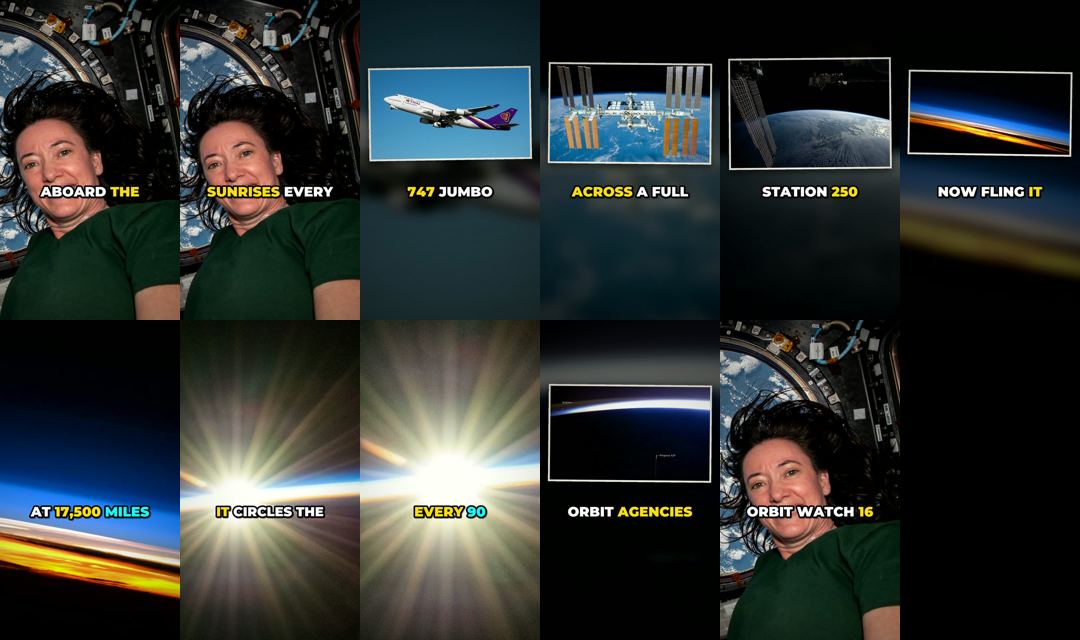 ABOARD THE
SUNRISES EVERY
747 JUMBO
ACROSS A FULL
STATION 250
NOW FLING IT
AT 17,500 MILES
IT CIRCLES THE
EVERY 90
ORBIT AGENCIES
ORBIT WATCH 16